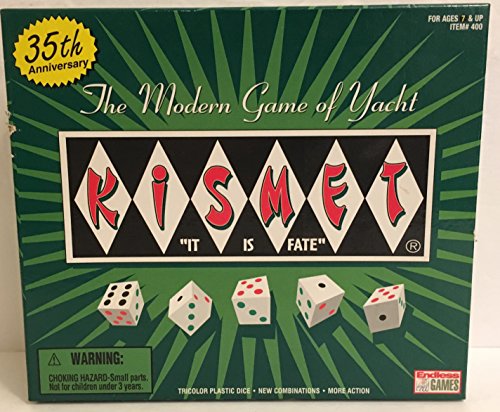 35th
Anniversary
FOR AGES 7 & UP
ITEM# 400
The Modern Game of Yacht
KiSMET
"IT IS FATE" ®
WARNING:
CHOKING HAZARD-Small parts.
Not for children under 3 years.
TRICOLOR PLASTIC DICE • NEW COMBINATIONS • MORE ACTION
Endless
GAMES